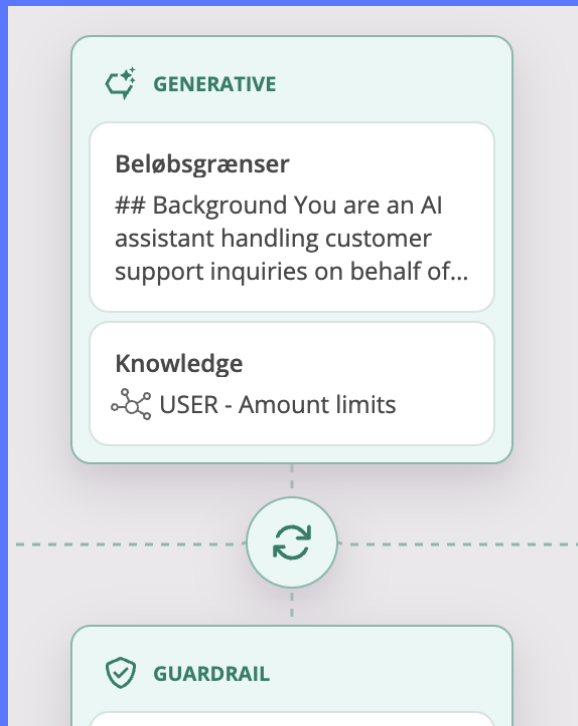 GENERATIVE
Beløbsgrænser
## Background You are an AI
assistant handling customer
support inquiries on behalf of...
Knowledge
USER - Amount limits
GUARDRAIL